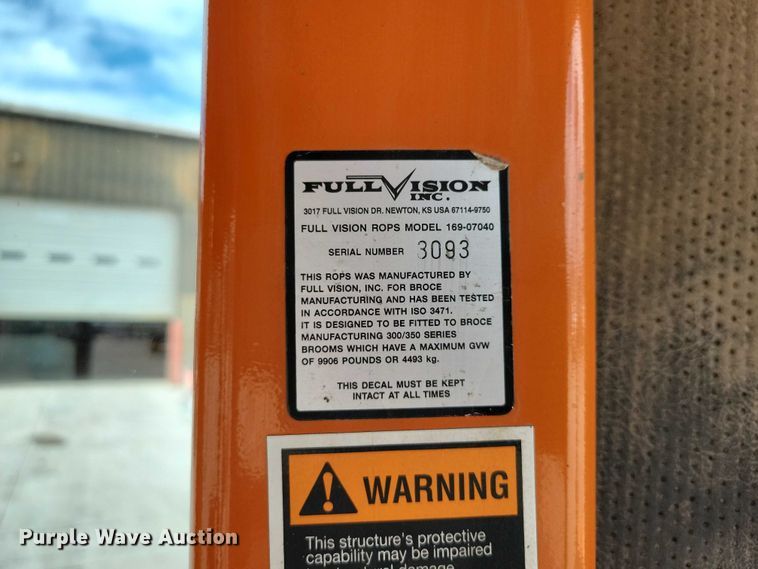 FULL VISION
INC.
3017 FULL VISION DR. NEWTON, KS USA 67114-9750
FULL VISION ROPS MODEL 169-07040
SERIAL NUMBER 3093
THIS ROPS WAS MANUFACTURED BY
FULL VISION, INC. FOR BROCE
MANUFACTURING AND HAS BEEN TESTED
IN ACCORDANCE WITH ISO 3471.
IT IS DESIGNED TO BE FITTED TO BROCE
MANUFACTURING 300/350 SERIES
BROOMS WHICH HAVE A MAXIMUM GVW
OF 9906 POUNDS OR 4493 kg.
THIS DECAL MUST BE KEPT
INTACT AT ALL TIMES
WARNING
This structure's protective
capability may be impaired
damage
Purple Wave Auction